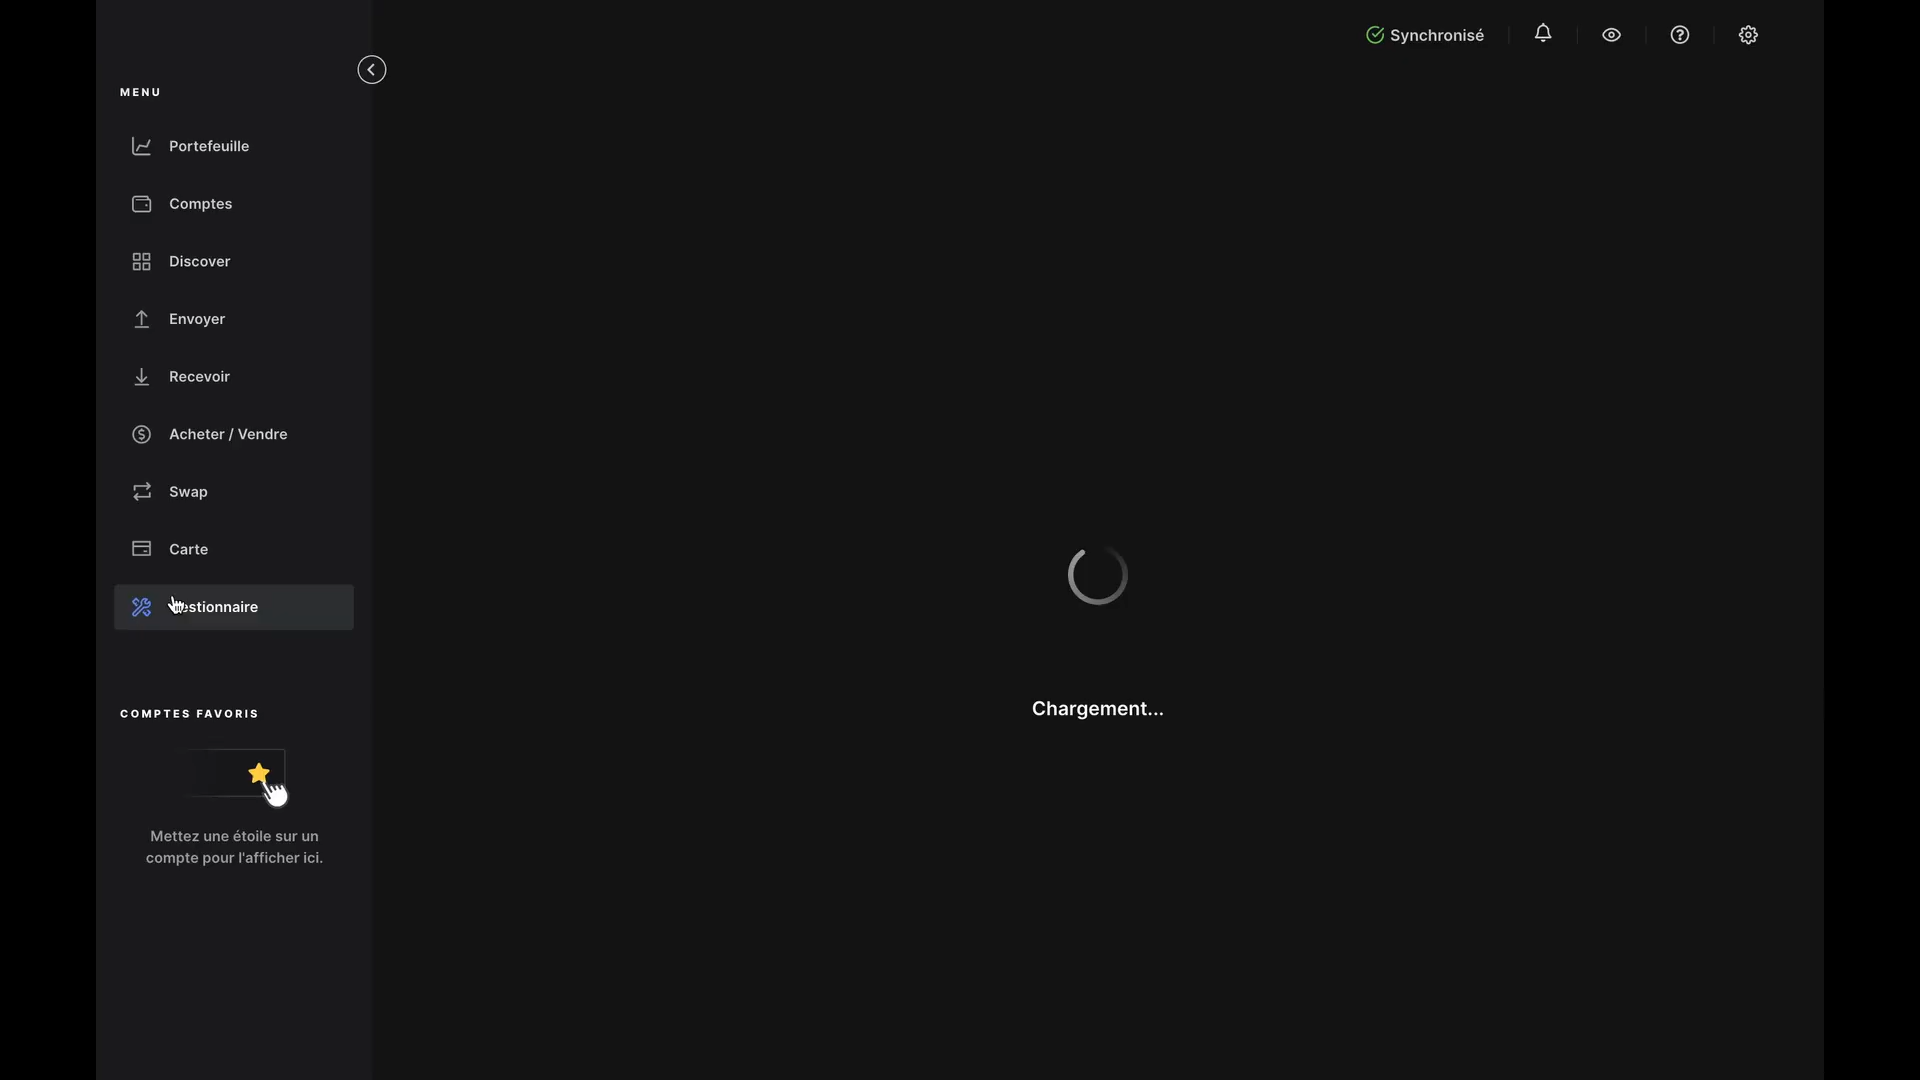 Synchronisé
MENU
Portefeuille
Comptes
Discover
Envoyer
Recevoir
Acheter / Vendre
Swap
Carte
Gestionnaire
Chargement...
COMPTES FAVORIS
Mettez une étoile sur un
compte pour l'afficher ici.